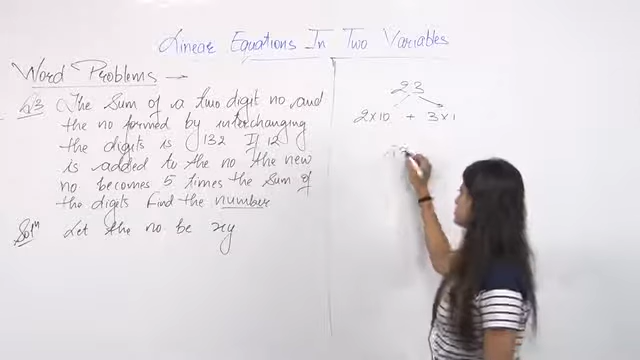 Linear Equations In Two Variables
Word Problems →
Q.3 The Sum of a two digit no and
the no formed by interchanging
the digits is 132 If 12
is added to the no the new
no becomes 5 times the sum of
the digits Find the number
Solⁿ Let the no be xy
23
2×10 + 3×1